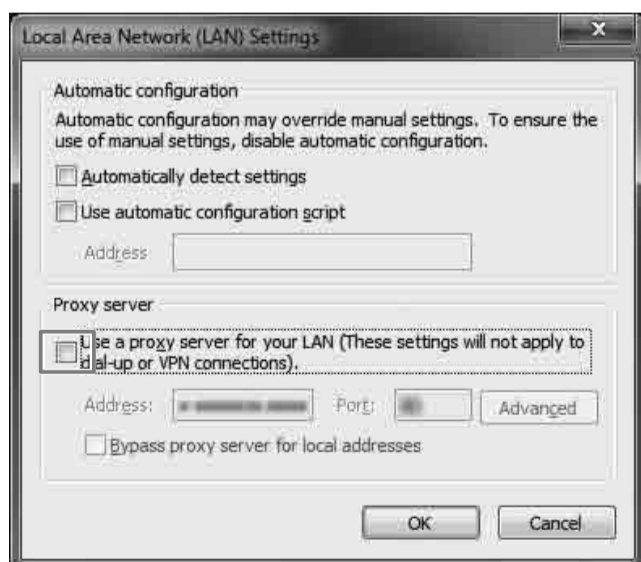 Local Area Network (LAN) Settings
Automatic configuration
Automatic configuration may override manual settings. To ensure the
use of manual settings, disable automatic configuration.
Automatically detect settings
Use automatic configuration script
Address
Proxy server
Use a proxy server for your LAN (These settings will not apply to
dial-up or VPN connections).
Address: Port: Advanced
Bypass proxy server for local addresses
OK Cancel